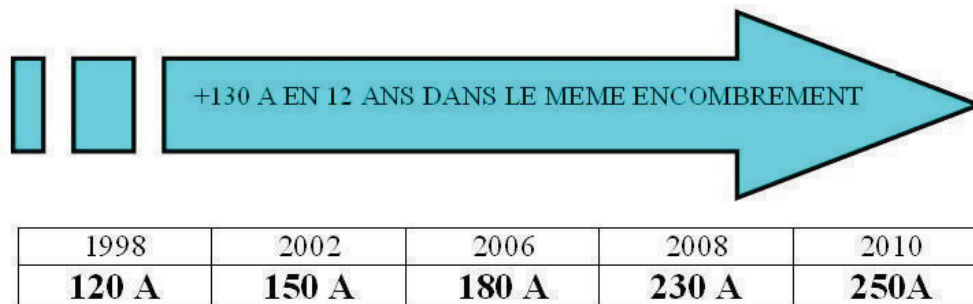 +130 A EN 12 ANS DANS LE MEME ENCOMBREMENT
1998 2002 2006 2008 2010
120 A 150 A 180 A 230 A 250A